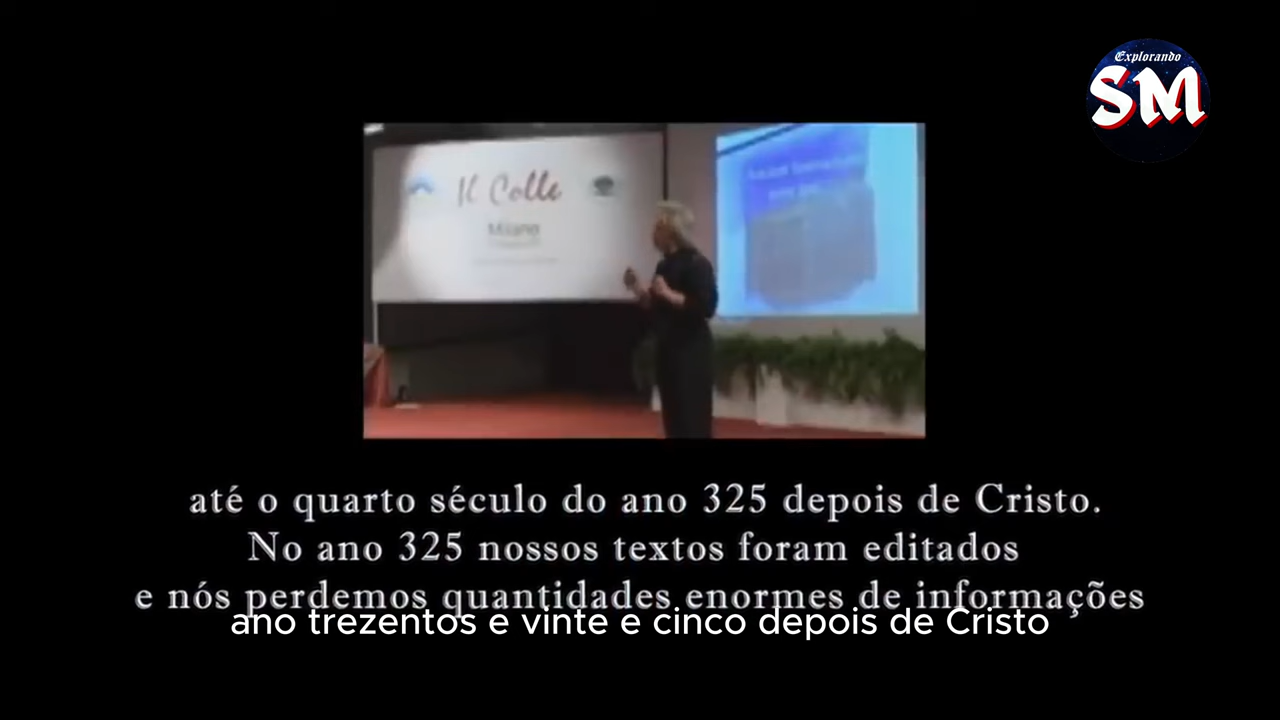 Explorando
SM
Il Colle
Milano
até o quarto século do ano 325 depois de Cristo.
No ano 325 nossos textos foram editados
e nós perdemos quantidades enormes de informações
ano trezentos e vinte e cinco depois de Cristo